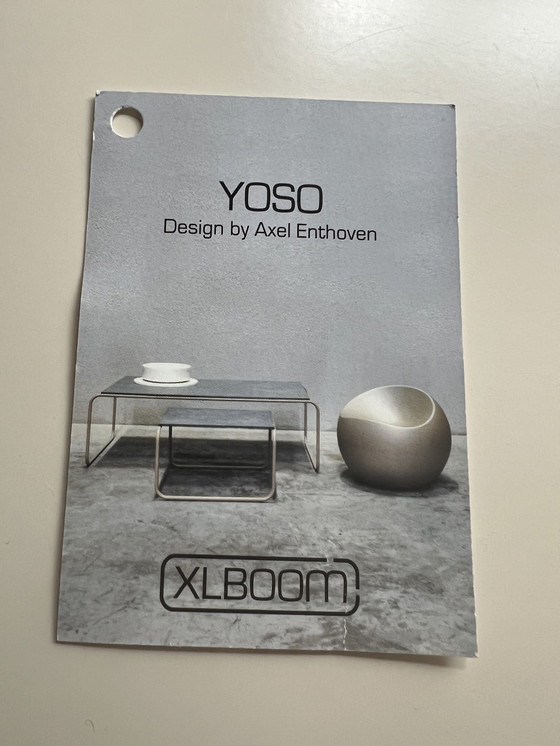 YOSO
Design by Axel Enthoven
XLBOOM